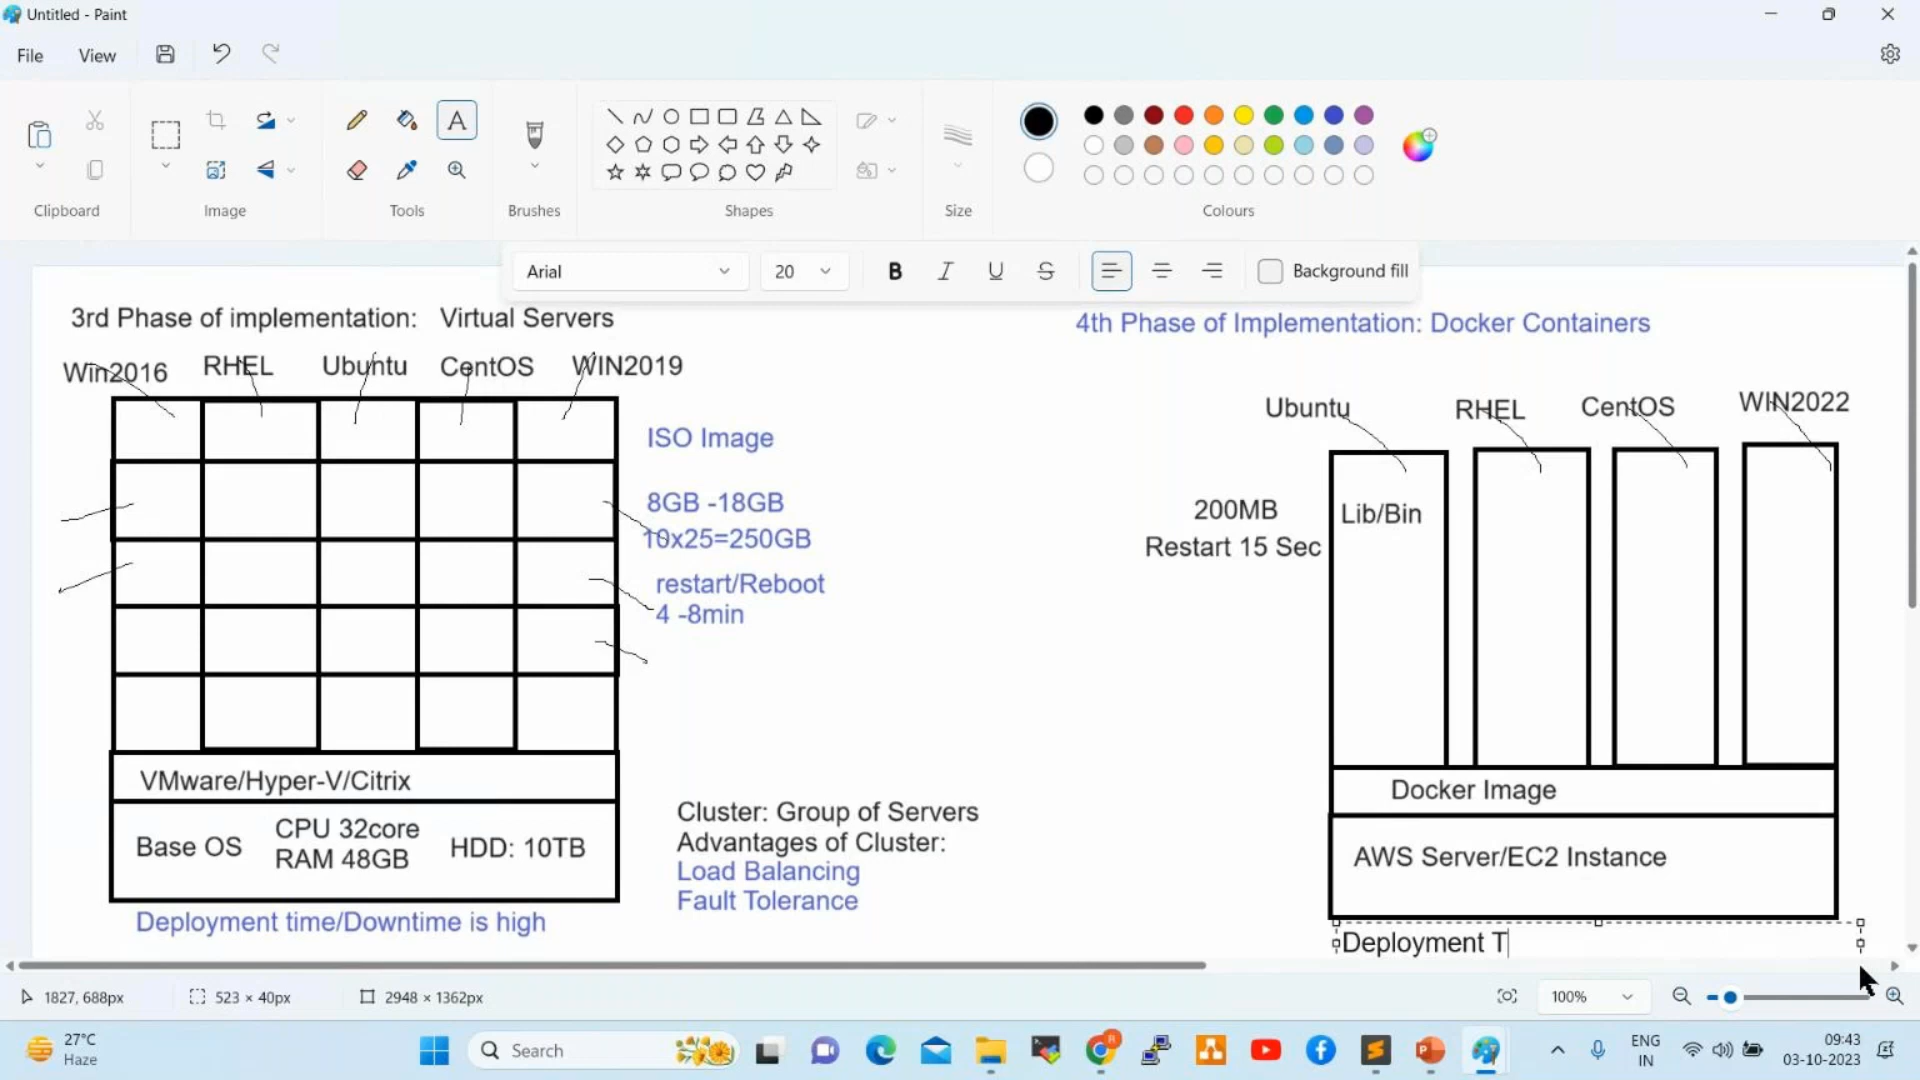 Untitled - Paint
File
View
Clipboard
Image
Tools
Brushes
Shapes
Size
Colours
Arial
20
B
I
U
S
Background fill
3rd Phase of implementation: Virtual Servers
4th Phase of Implementation: Docker Containers
Win2016
RHEL
Ubuntu
CentOS
WIN2019
Ubuntu
RHEL
CentOS
WIN2022
ISO Image
8GB -18GB
10x25=250GB
restart/Reboot
4 -8min
200MB
Restart 15 Sec
Lib/Bin
VMware/Hyper-V/Citrix
Base OS
CPU 32core
RAM 48GB
HDD: 10TB
Deployment time/Downtime is high
Cluster: Group of Servers
Advantages of Cluster:
Load Balancing
Fault Tolerance
Docker Image
AWS Server/EC2 Instance
Deployment T
1827, 688px
523 × 40px
2948 × 1362px
100%
27°C
Haze
Search
ENG
IN
09:43
03-10-2023